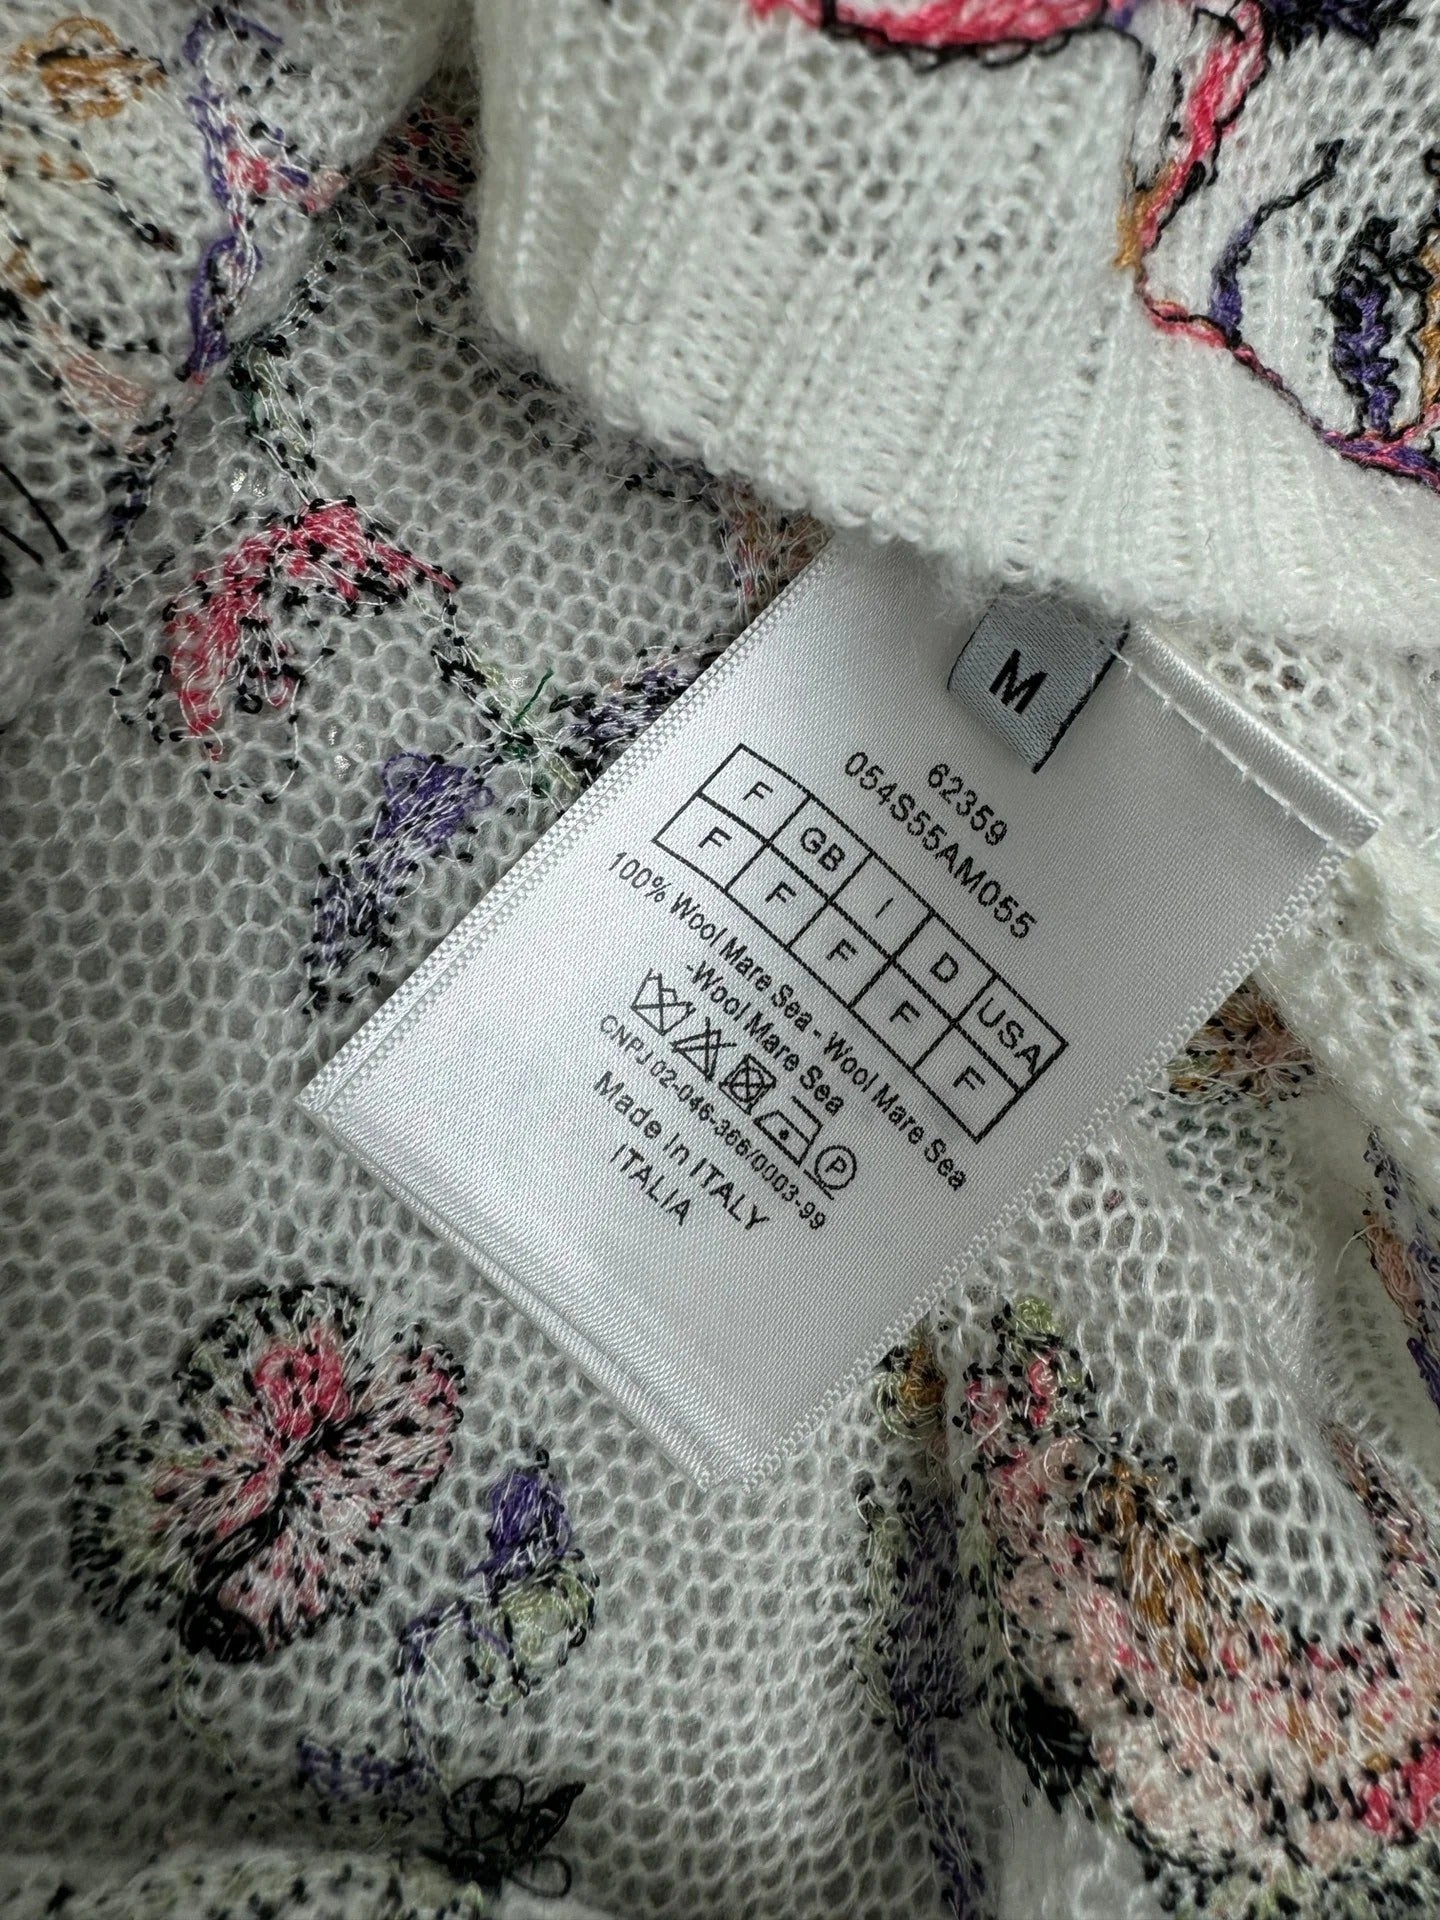 M
62359
054S55AM055
F GB I D USA
F F F F F
100% Wool Mare Sea - Wool Mare Sea
-Wool Mare Sea
P
CNPJ 02-046-366/0003-99
Made In ITALY
ITALIA